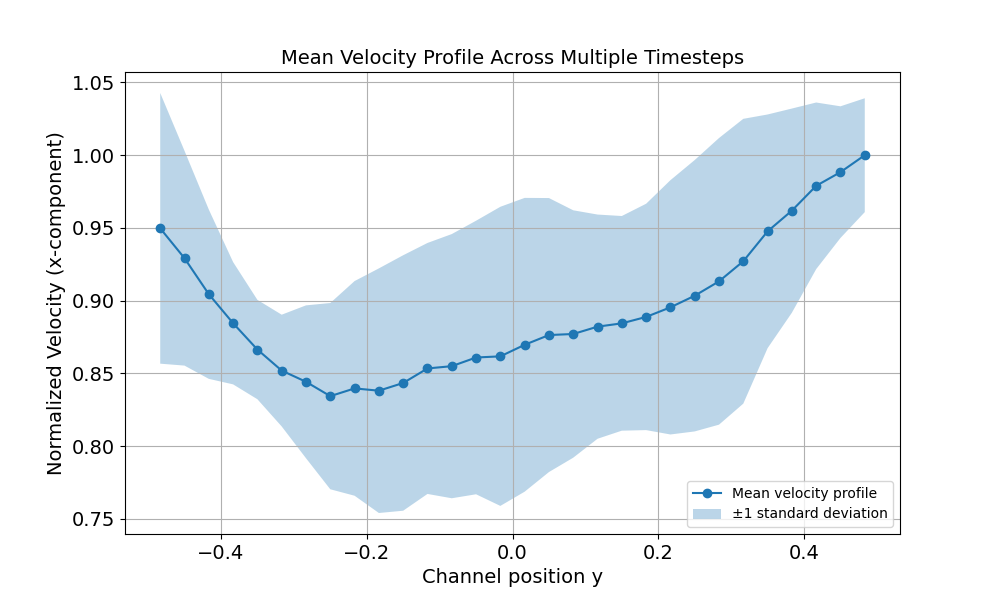 Mean Velocity Profile Across Multiple Timesteps
Normalized Velocity (x-component)
1.05
1.00
0.95
0.90
0.85
0.80
0.75
−0.4
−0.2
0.0
0.2
0.4
Channel position y
Mean velocity profile
±1 standard deviation